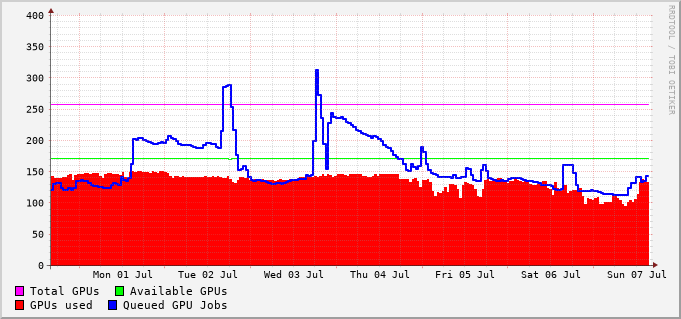 400
350
300
250
200
150
100
50
0
Mon 01 Jul Tue 02 Jul Wed 03 Jul Thu 04 Jul Fri 05 Jul Sat 06 Jul Sun 07 Jul
Total GPUs Available GPUs
GPUs used Queued GPU Jobs
RRDTOOL / TOBI OETIKER